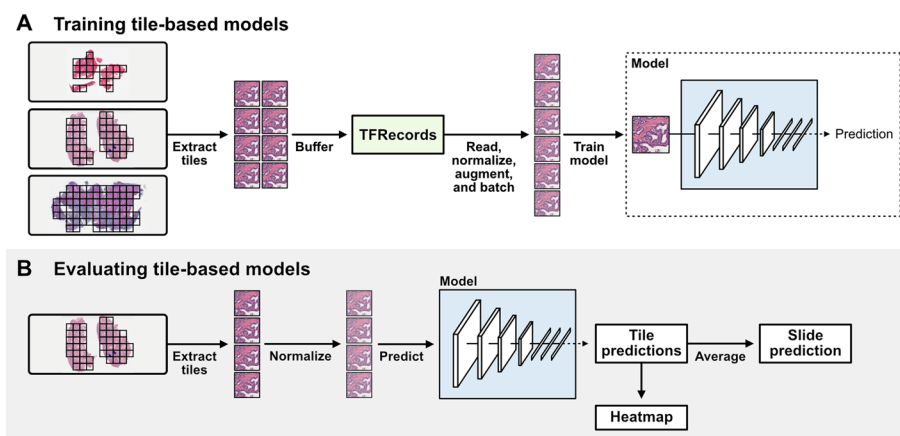 A Training tile-based models
Extract
tiles
Buffer
TFRecords
Read,
normalize,
augment,
and batch
Train
model
Model
Prediction
B Evaluating tile-based models
Extract
tiles
Normalize
Predict
Model
Tile
predictions
Average
Slide
prediction
Heatmap